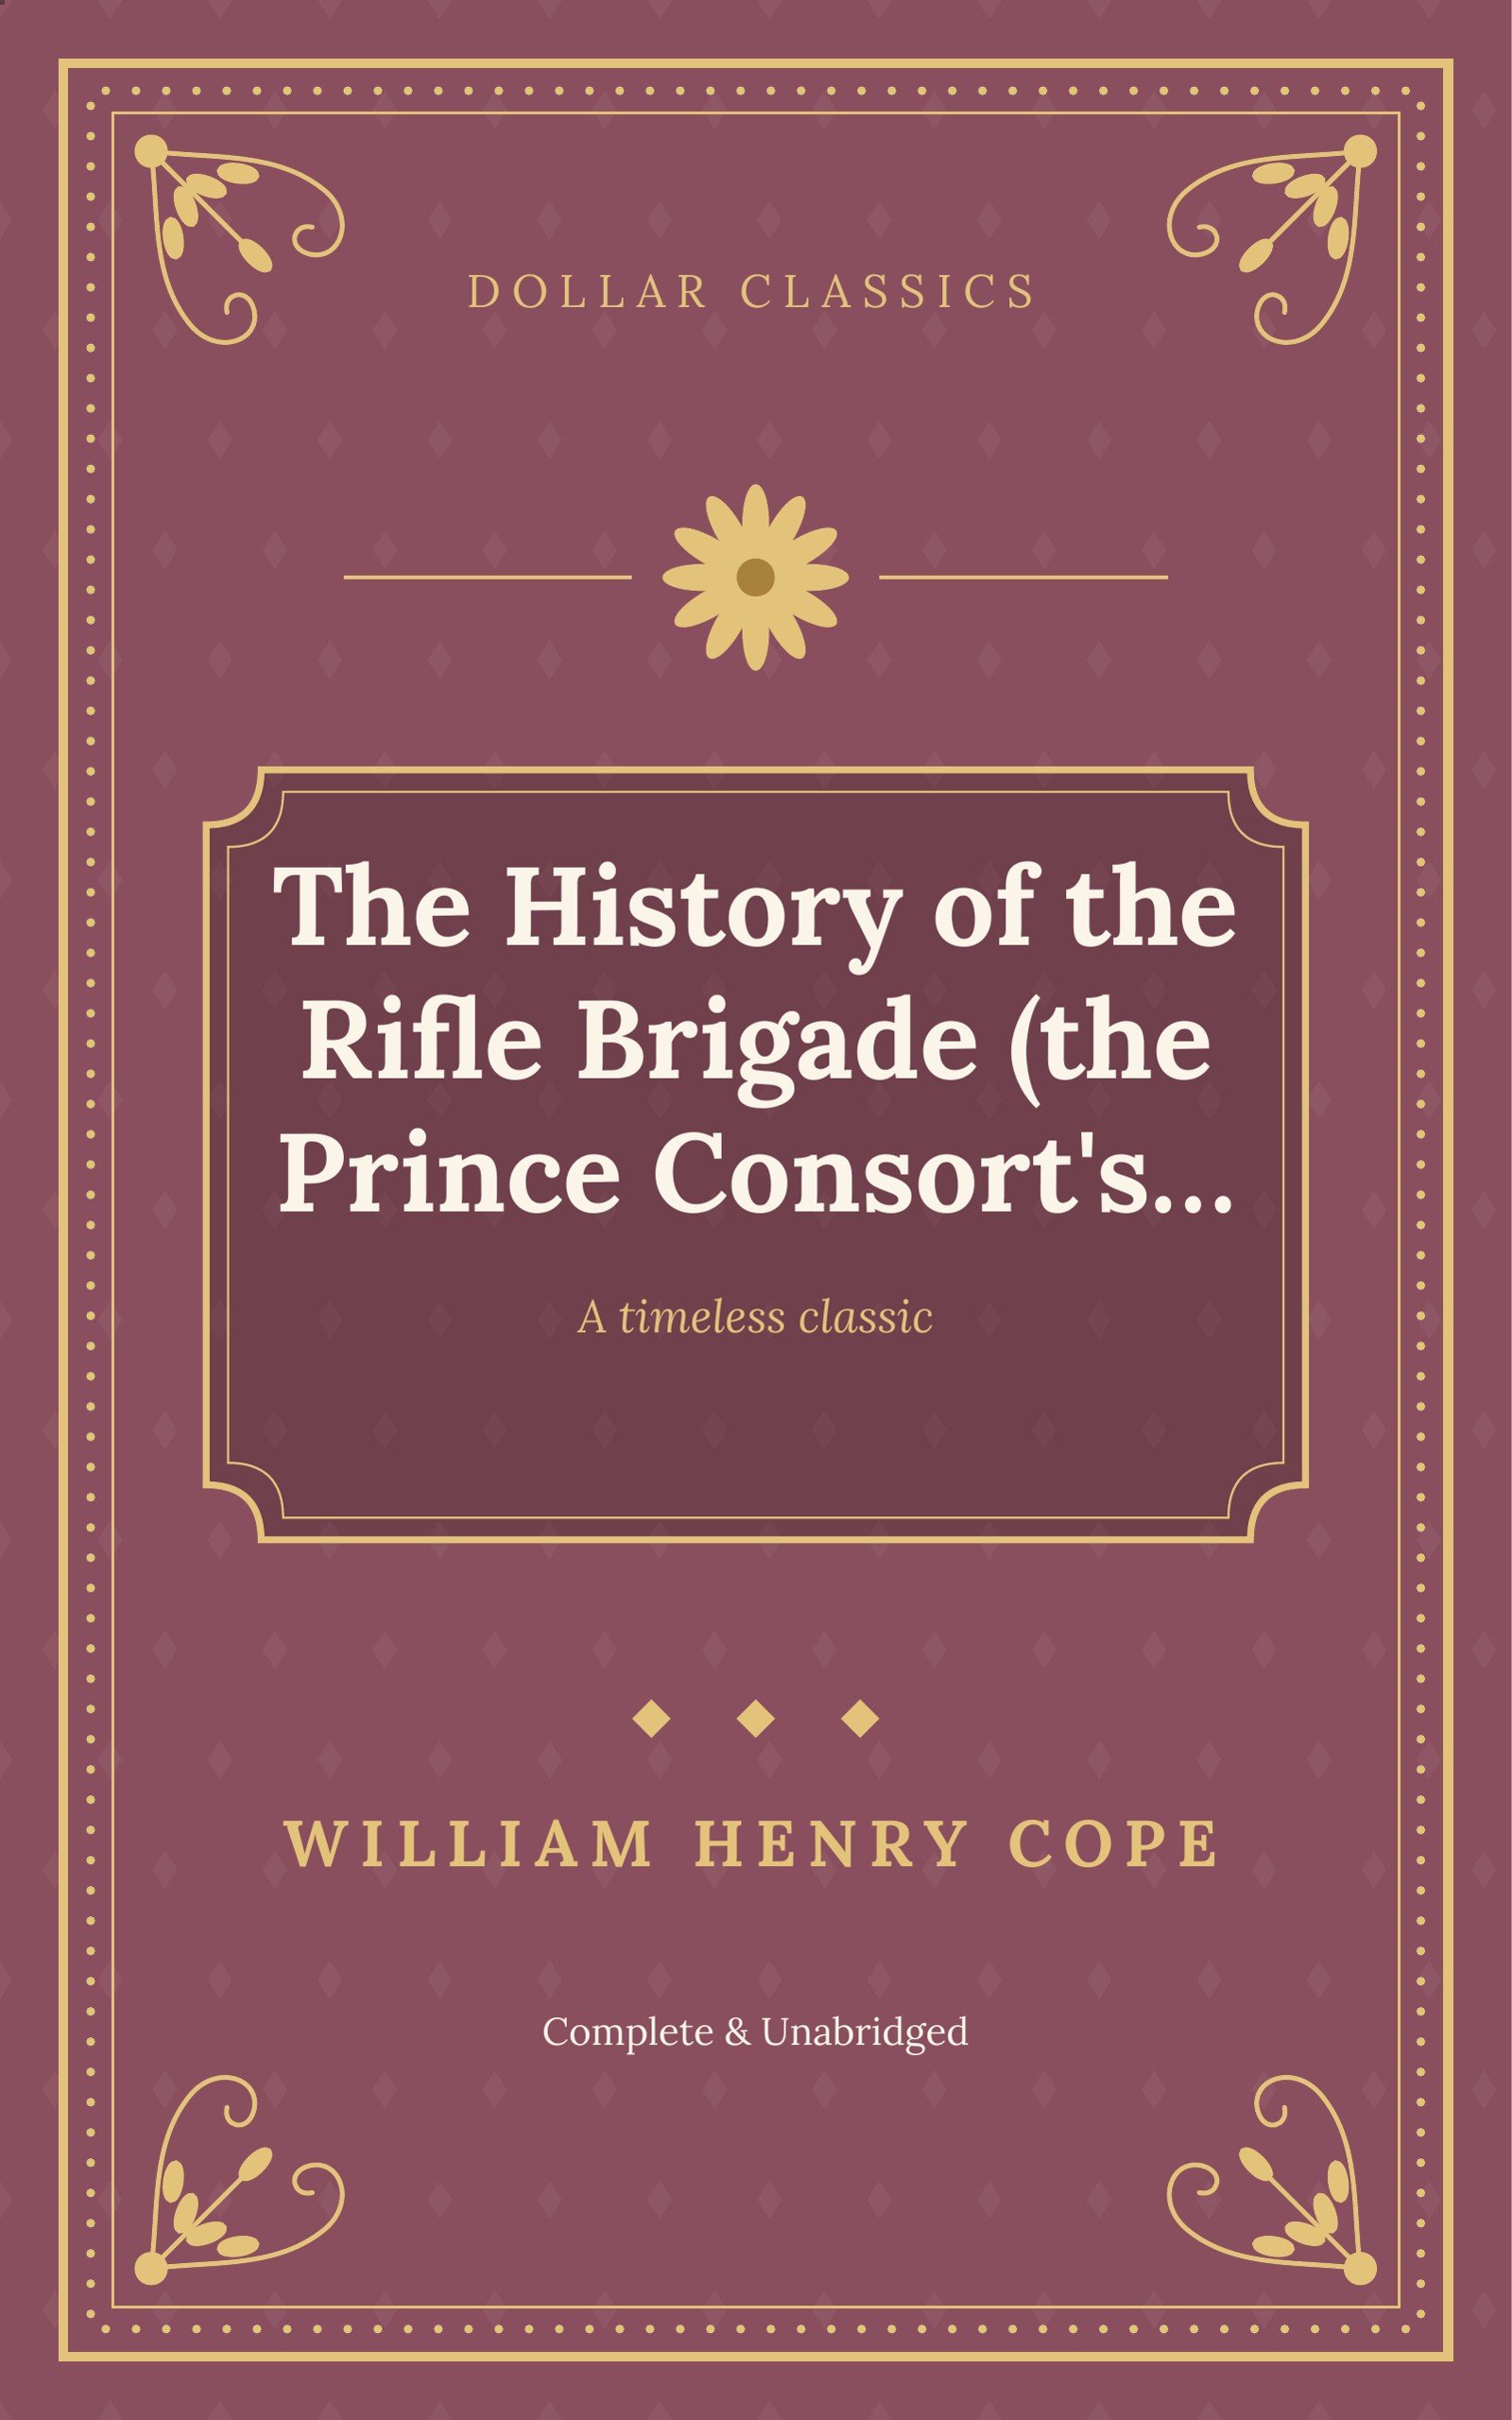 DOLLAR CLASSICS
The History of the
Rifle Brigade (the
Prince Consort's...
A timeless classic
WILLIAM HENRY COPE
Complete & Unabridged